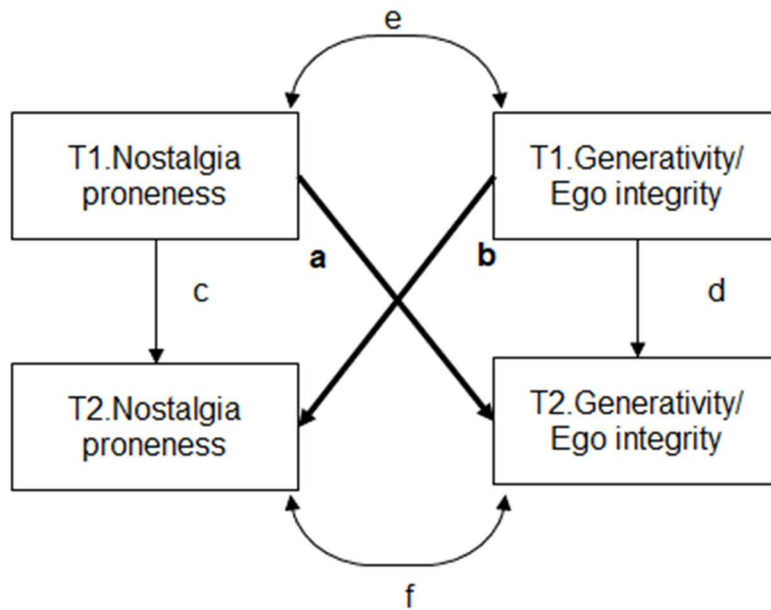 e
T1.Nostalgia
proneness
T1.Generativity/
Ego integrity
a
b
c
d
T2.Nostalgia
proneness
T2.Generativity/
Ego integrity
f